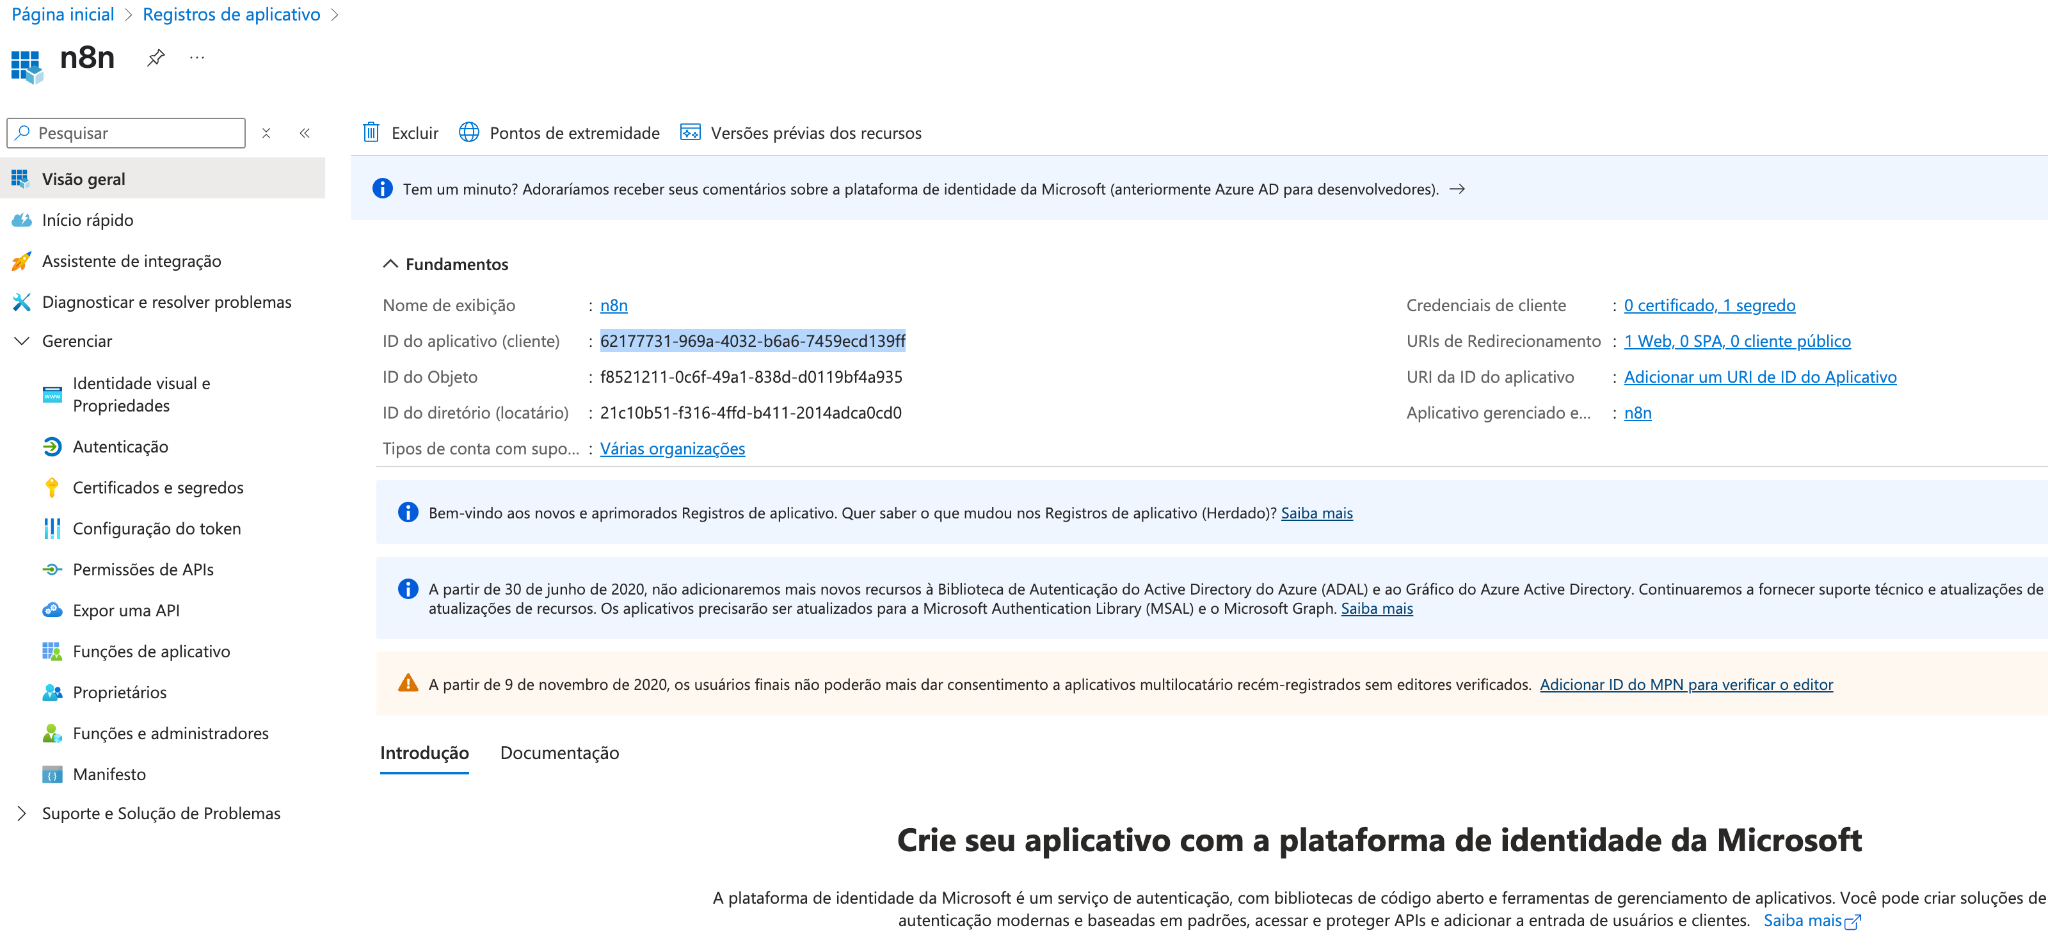 Página inicial > Registros de aplicativo >
n8n
Pesquisar
Visão geral
Início rápido
Assistente de integração
Diagnosticar e resolver problemas
Gerenciar
Identidade visual e
Propriedades
Autenticação
Certificados e segredos
Configuração do token
Permissões de APIs
Expor uma API
Funções de aplicativo
Proprietários
Funções e administradores
Manifesto
Suporte e Solução de Problemas
Excluir Pontos de extremidade Versões prévias dos recursos
Tem um minuto? Adoraríamos receber seus comentários sobre a plataforma de identidade da Microsoft (anteriormente Azure AD para desenvolvedores). →
Fundamentos
Nome de exibição : n8n
ID do aplicativo (cliente) : 62177731-969a-4032-b6a6-7459ecd139ff
ID do Objeto : f8521211-0c6f-49a1-838d-d0119bf4a935
ID do diretório (locatário) : 21c10b51-f316-4ffd-b411-2014adca0cd0
Tipos de conta com supo... : Várias organizações
Credenciais de cliente : 0 certificado, 1 segredo
URIs de Redirecionamento : 1 Web, 0 SPA, 0 cliente público
URI da ID do aplicativo : Adicionar um URI de ID do Aplicativo
Aplicativo gerenciado e... : n8n
Bem-vindo aos novos e aprimorados Registros de aplicativo. Quer saber o que mudou nos Registros de aplicativo (Herdado)? Saiba mais
A partir de 30 de junho de 2020, não adicionaremos mais novos recursos à Biblioteca de Autenticação do Active Directory do Azure (ADAL) e ao Gráfico do Azure Active Directory. Continuaremos a fornecer suporte técnico e atualizações de
atualizações de recursos. Os aplicativos precisarão ser atualizados para a Microsoft Authentication Library (MSAL) e o Microsoft Graph. Saiba mais
A partir de 9 de novembro de 2020, os usuários finais não poderão mais dar consentimento a aplicativos multilocatário recém-registrados sem editores verificados. Adicionar ID do MPN para verificar o editor
Introdução Documentação
Crie seu aplicativo com a plataforma de identidade da Microsoft
A plataforma de identidade da Microsoft é um serviço de autenticação, com bibliotecas de código aberto e ferramentas de gerenciamento de aplicativos. Você pode criar soluções de
autenticação modernas e baseadas em padrões, acessar e proteger APIs e adicionar a entrada de usuários e clientes. Saiba mais